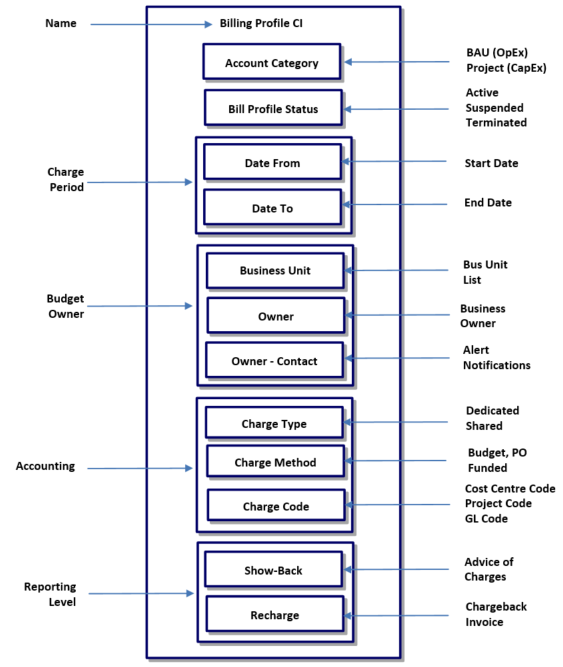 Name
Billing Profile CI
Account Category
BAU (OpEx)
Project (CapEx)
Bill Profile Status
Active
Suspended
Terminated
Charge
Period
Date From
Start Date
Date To
End Date
Budget
Owner
Business Unit
Bus Unit
List
Owner
Business
Owner
Owner - Contact
Alert
Notifications
Accounting
Charge Type
Dedicated
Shared
Charge Method
Budget, PO
Funded
Charge Code
Cost Centre Code
Project Code
GL Code
Reporting
Level
Show-Back
Advice of
Charges
Recharge
Chargeback
Invoice